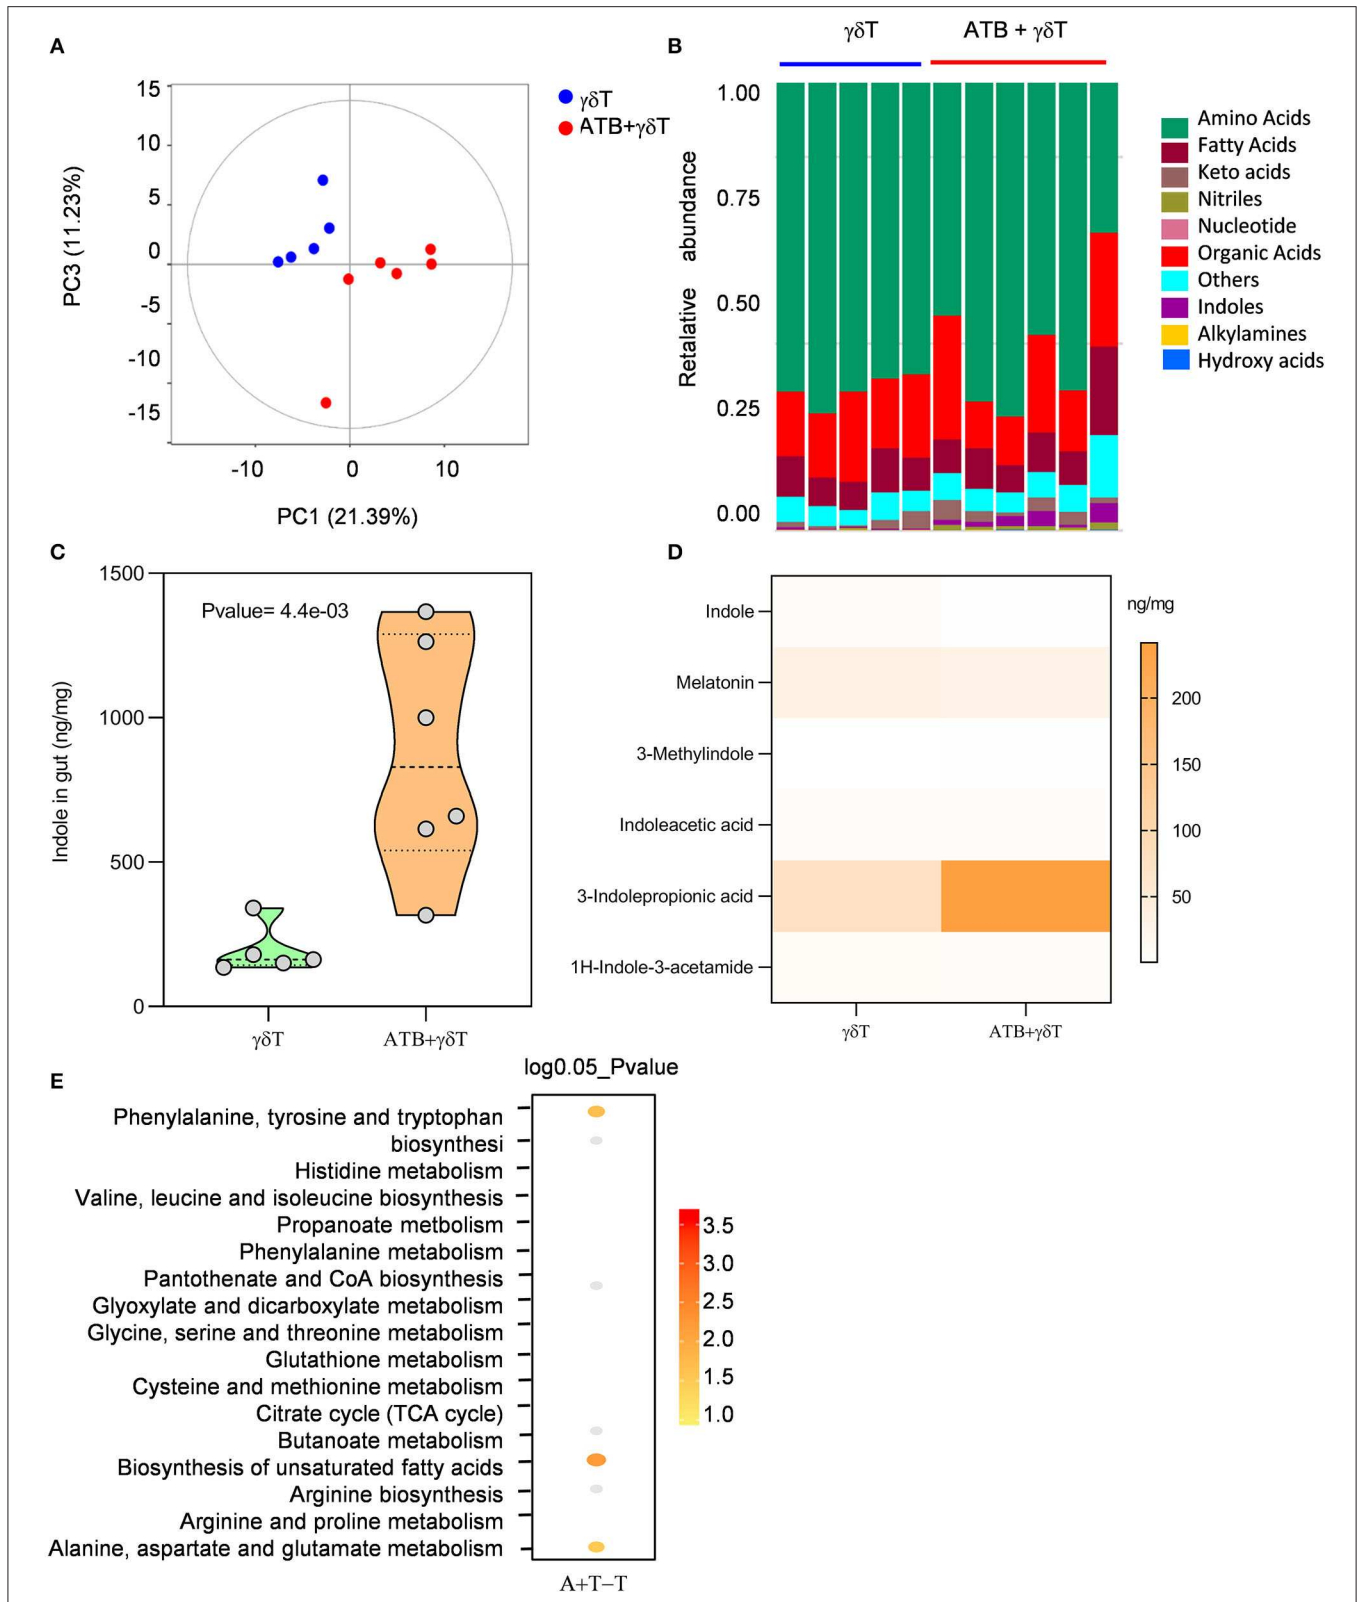 A
γδT
ATB+γδT
15
10
5
0
-5
-10
-15
-10
0
10
PC3 (11.23%)
PC1 (21.39%)
B
γδT
ATB + γδT
1.00
0.75
0.50
0.25
0.00
Retalative abundance
Amino Acids
Fatty Acids
Keto acids
Nitriles
Nucleotide
Organic Acids
Others
Indoles
Alkylamines
Hydroxy acids
C
Pvalue= 4.4e-03
1500
1000
500
0
Indole in gut (ng/mg)
γδT
ATB+γδT
D
Indole
Melatonin
3-Methylindole
Indoleacetic acid
3-Indolepropionic acid
1H-Indole-3-acetamide
γδT
ATB+γδT
ng/mg
200
150
100
50
E
log0.05_Pvalue
Phenylalanine, tyrosine and tryptophan
biosynthesi
Histidine metabolism
Valine, leucine and isoleucine biosynthesis
Propanoate metbolism
Phenylalanine metabolism
Pantothenate and CoA biosynthesis
Glyoxylate and dicarboxylate metabolism
Glycine, serine and threonine metabolism
Glutathione metabolism
Cysteine and methionine metabolism
Citrate cycle (TCA cycle)
Butanoate metabolism
Biosynthesis of unsaturated fatty acids
Arginine biosynthesis
Arginine and proline metabolism
Alanine, aspartate and glutamate metabolism
A+T−T
3.5
3.0
2.5
2.0
1.5
1.0